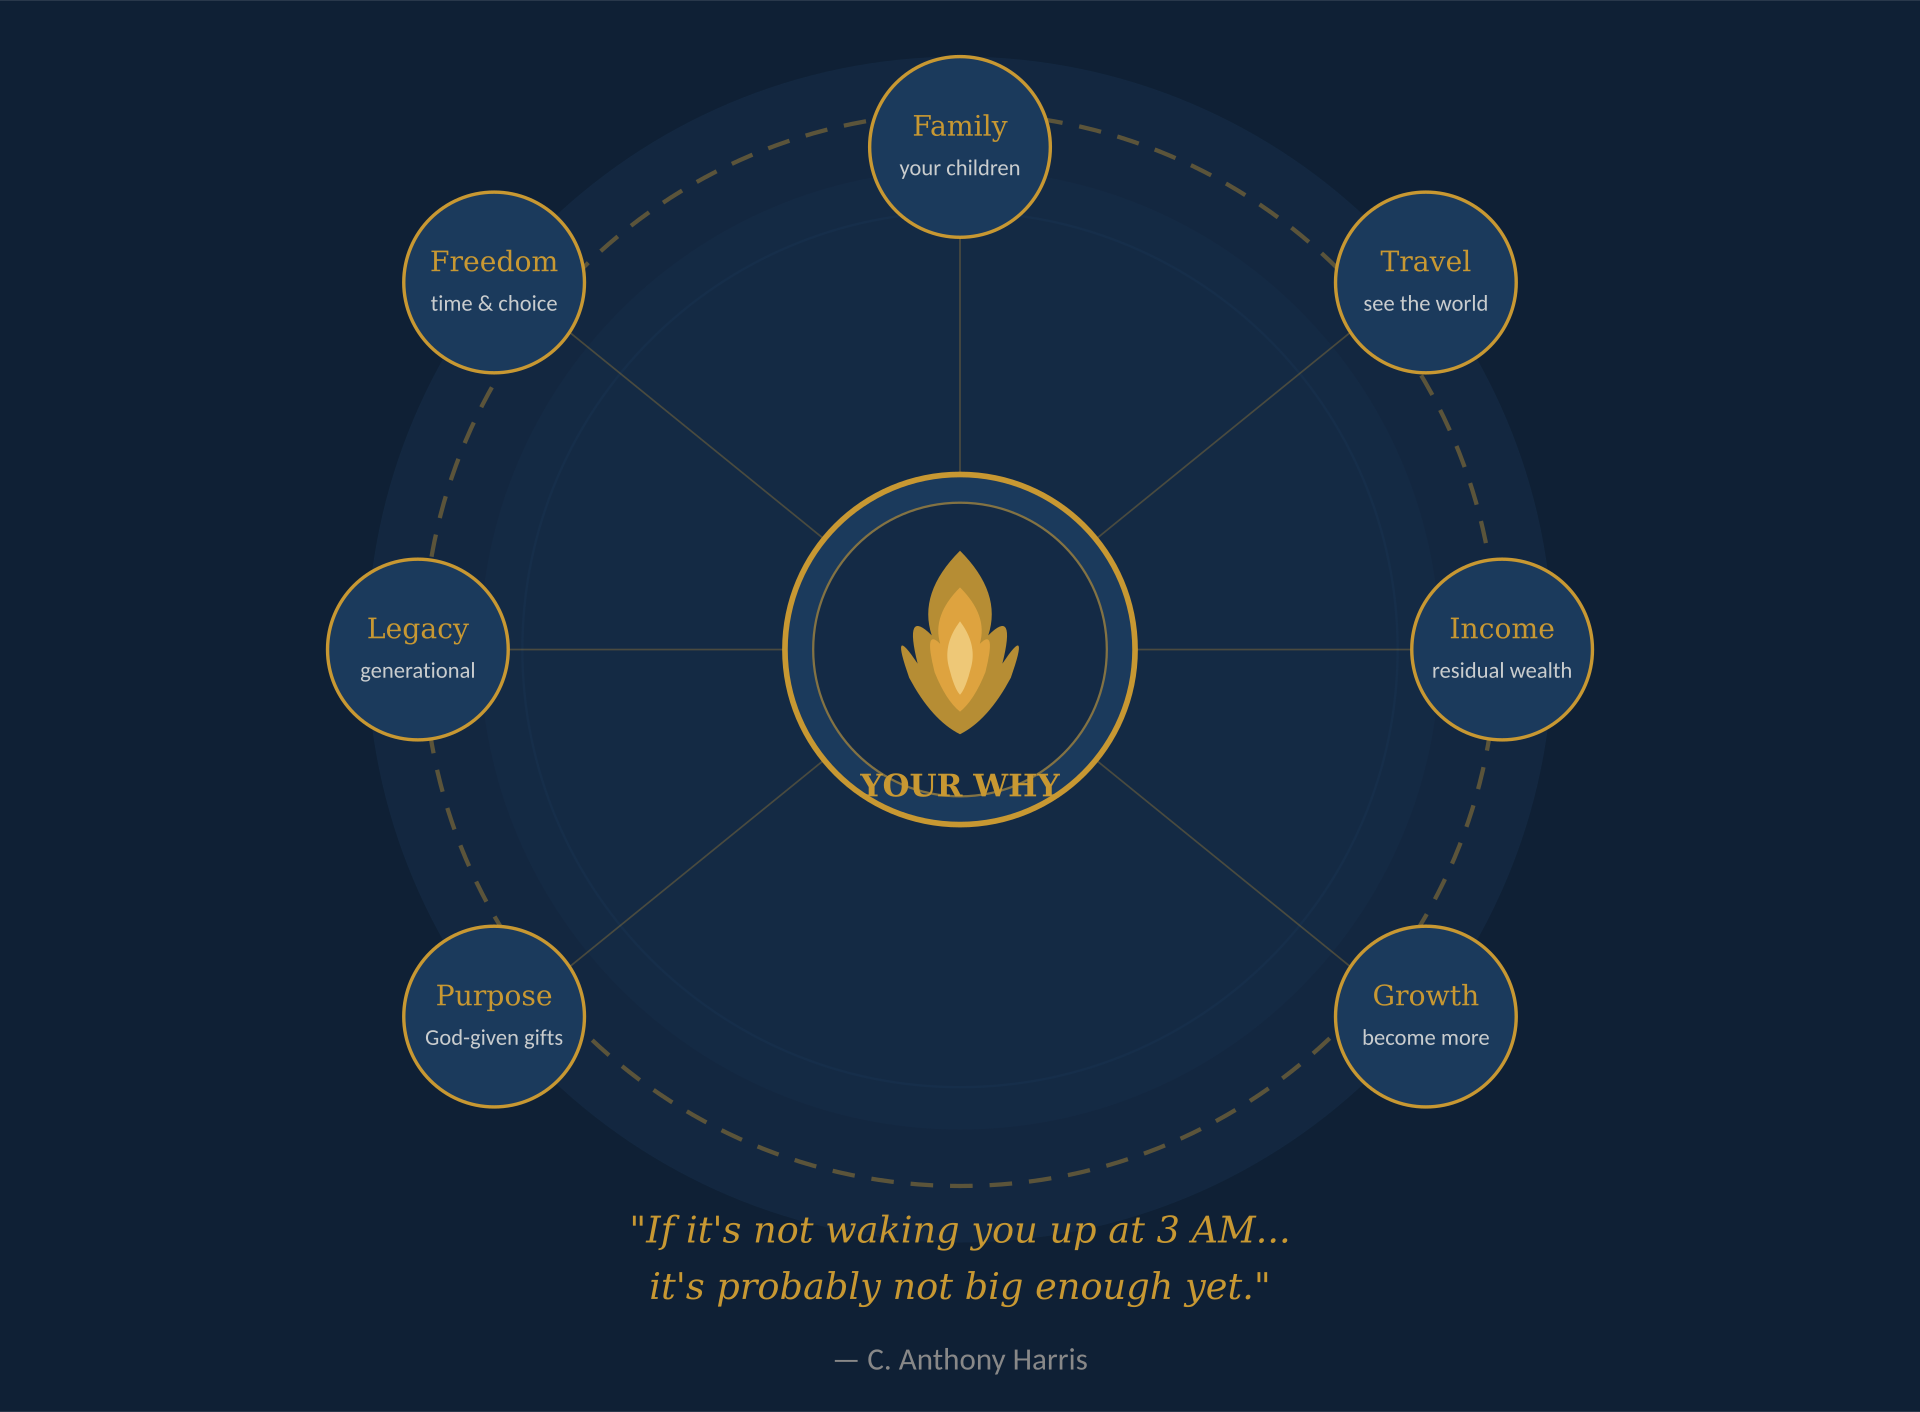 Family
your children
Freedom
time & choice
Travel
see the world
Legacy
generational
Income
residual wealth
YOUR WHY
Purpose
God-given gifts
Growth
become more
"If it's not waking you up at 3 AM...
it's probably not big enough yet."
— C. Anthony Harris